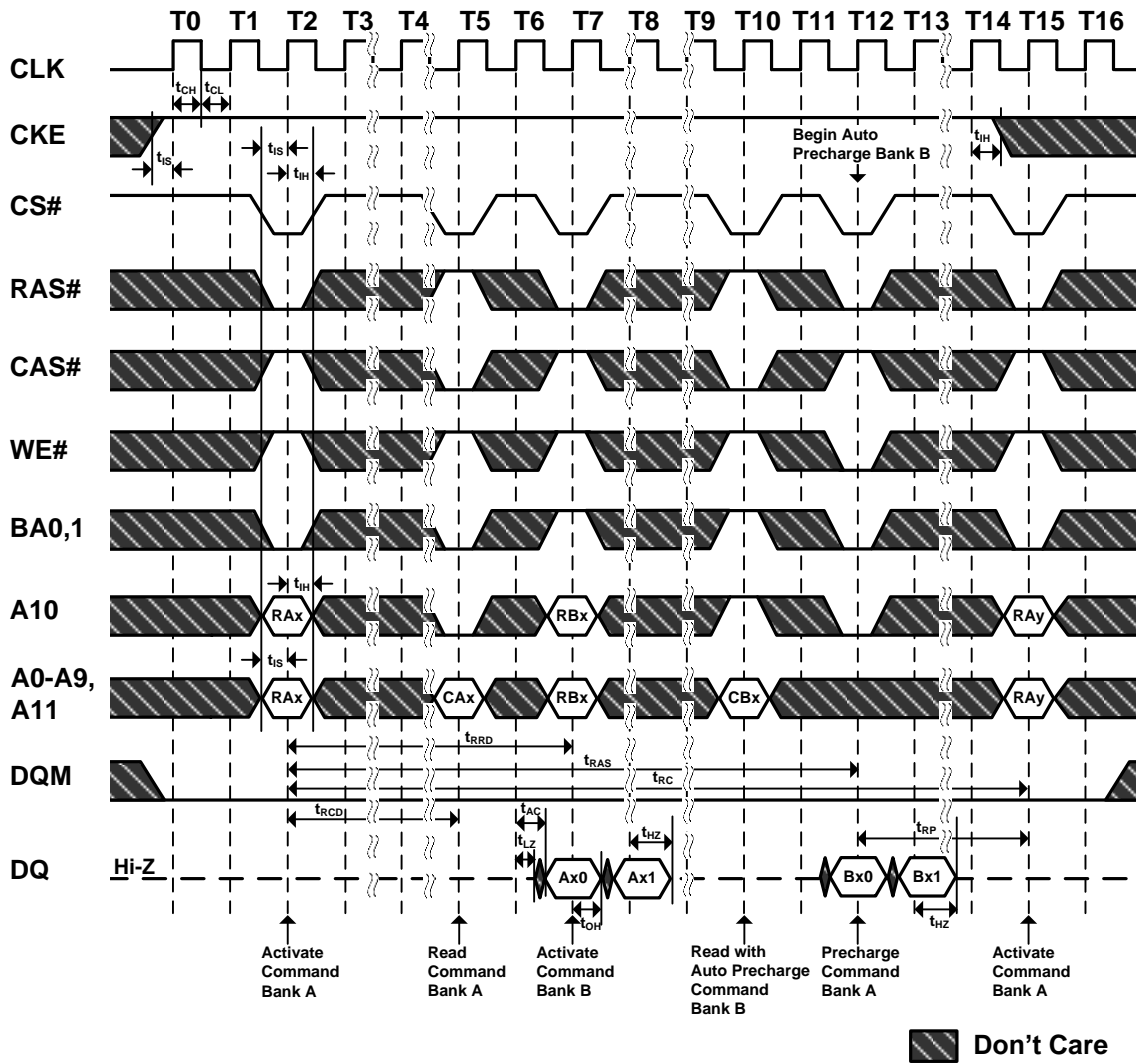 T0 T1 T2 T3 T4 T5 T6 T7 T8 T9 T10 T11 T12 T13 T14 T15 T16
CLK
tCH tCL
CKE
tIS
tIS
tIH
Begin Auto
Precharge Bank B
tIH
CS#
RAS#
CAS#
WE#
BA0,1
tIH
A10
RAx RBx RAy
tIS
A0-A9,
A11
RAx CAx RBx CBx RAy
tRRD
tRAS
DQM
tRC
tRCD
tAC
tHZ
tRP
tLZ
DQ
Hi-Z
Ax0 Ax1 Bx0 Bx1
tOH
tHZ
Activate
Command
Bank A
Read
Command
Bank A
Activate
Command
Bank B
Read with
Auto Precharge
Command
Bank B
Precharge
Command
Bank A
Activate
Command
Bank A
Don't Care